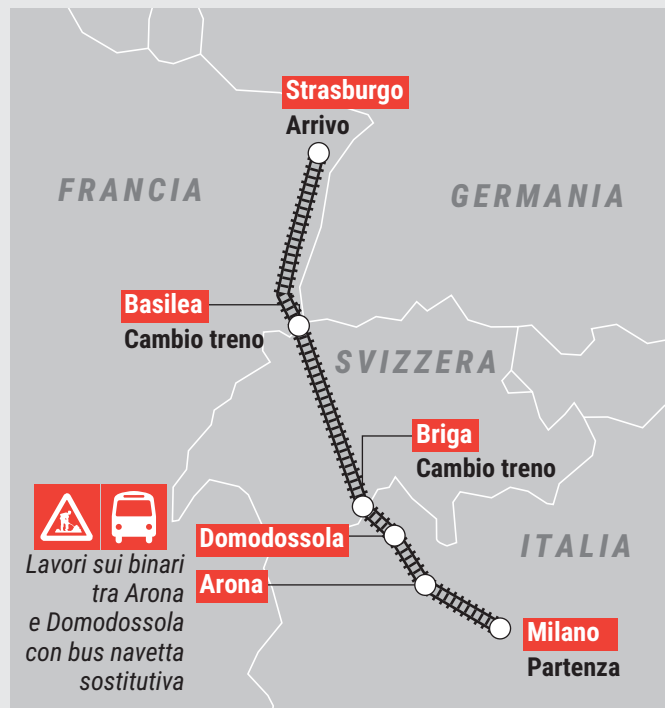 Strasburgo
Arrivo
FRANCIA
GERMANIA
Basilea
Cambio treno
SVIZZERA
Briga
Cambio treno
Domodossola
ITALIA
Lavori sui binari
tra Arona
e Domodossola
con bus navetta
sostitutiva
Arona
Milano
Partenza